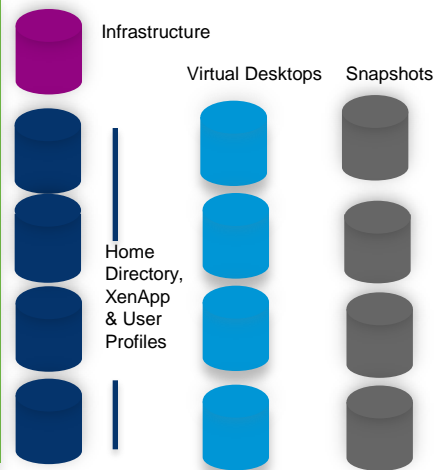 Infrastructure
Virtual Desktops
Snapshots
Home
Directory,
XenApp
& User
Profiles